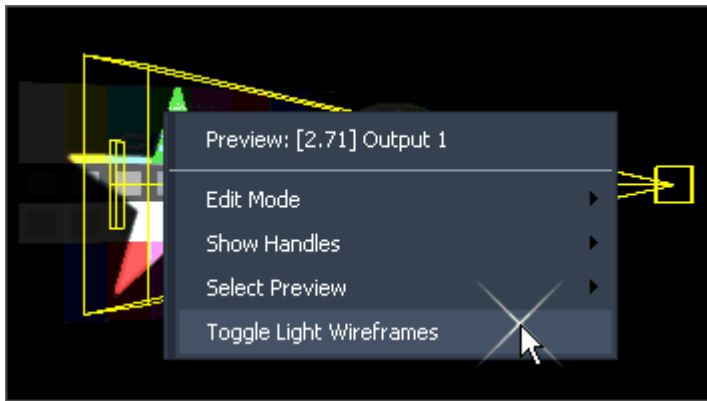 Preview: [2.71] Output 1
Edit Mode
Show Handles
Select Preview
Toggle Light Wireframes